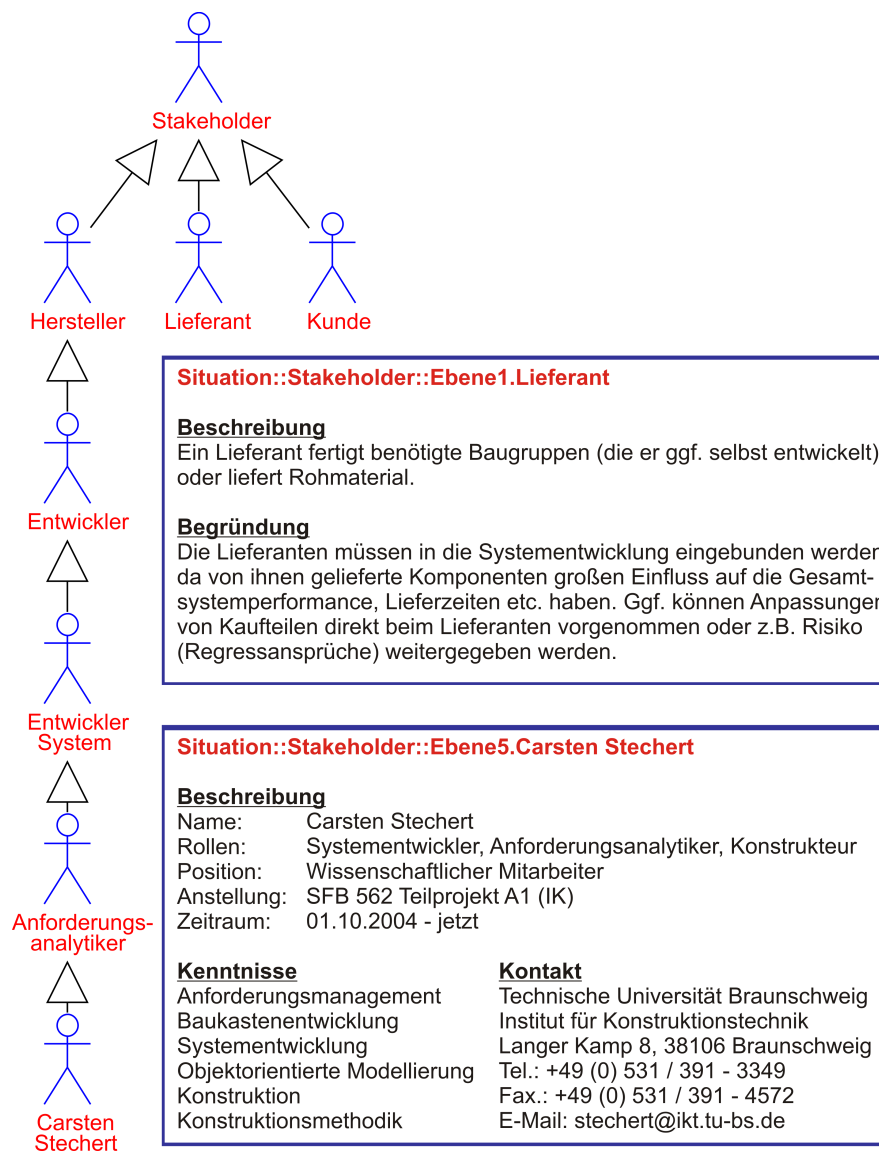 Stakeholder
Hersteller
Lieferant
Kunde
Entwickler
Entwickler
System
Anforderungs-
analytiker
Carsten
Stechert
Situation::Stakeholder::Ebene1.Lieferant
Beschreibung
Ein Lieferant fertigt benötigte Baugruppen (die er ggf. selbst entwickelt)
oder liefert Rohmaterial.
Begründung
Die Lieferanten müssen in die Systementwicklung eingebunden werden
da von ihnen gelieferte Komponenten großen Einfluss auf die Gesamt-
systemperformance, Lieferzeiten etc. haben. Ggf. können Anpassungen
von Kaufteilen direkt beim Lieferanten vorgenommen oder z.B. Risiko
(Regressansprüche) weitergegeben werden.
Situation::Stakeholder::Ebene5.Carsten Stechert
Beschreibung
Name: Carsten Stechert
Rollen: Systementwickler, Anforderungsanalytiker, Konstrukteur
Position: Wissenschaftlicher Mitarbeiter
Anstellung: SFB 562 Teilprojekt A1 (IK)
Zeitraum: 01.10.2004 - jetzt
Kenntnisse
Anforderungsmanagement
Baukastenentwicklung
Systementwicklung
Objektorientierte Modellierung
Konstruktion
Konstruktionsmethodik
Kontakt
Technische Universität Braunschweig
Institut für Konstruktionstechnik
Langer Kamp 8, 38106 Braunschweig
Tel.: +49 (0) 531 / 391 - 3349
Fax.: +49 (0) 531 / 391 - 4572
E-Mail: stechert@ikt.tu-bs.de